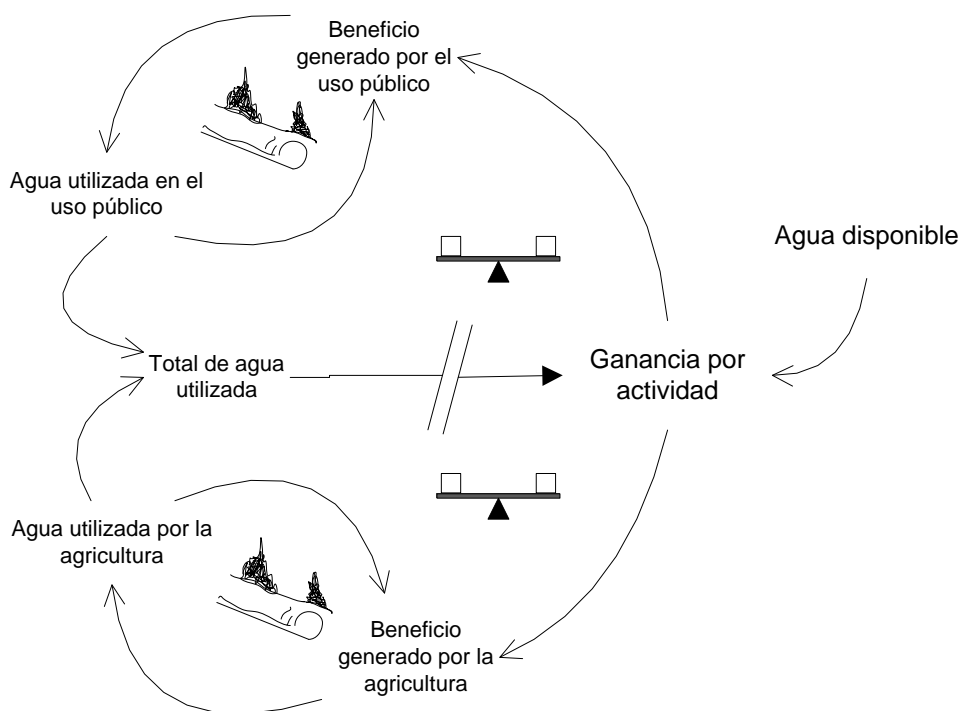 Beneficio
generado por el
uso público
Agua utilizada en el
uso público
Agua disponible
Total de agua
utilizada
Ganancia por
actividad
Agua utilizada por la
agricultura
Beneficio
generado por la
agricultura